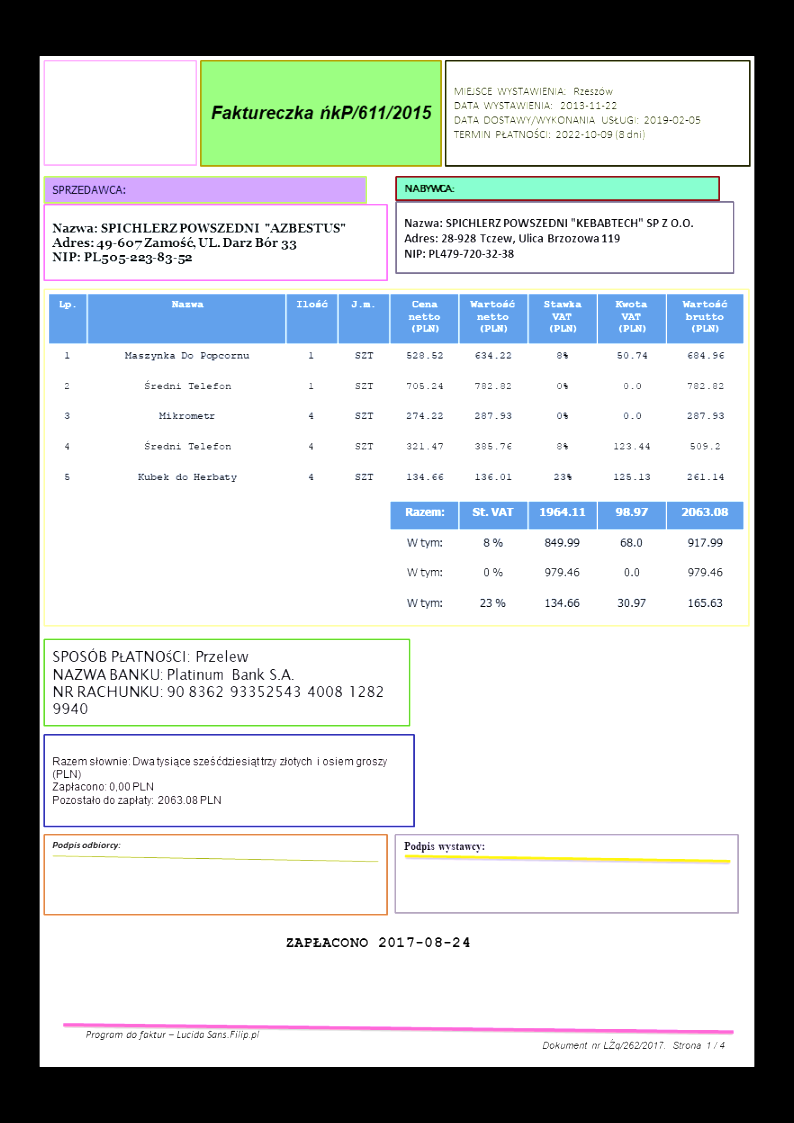 Faktureczka ńkP/611/2015
MIEJSCE WYSTAWIENIA: Rzeszów
DATA WYSTAWIENIA: 2013-11-22
DATA DOSTAWY/WYKONANIA USŁUGI: 2019-02-05
TERMIN PŁATNOŚCI: 2022-10-09 (8 dni)
SPRZEDAWCA:
NABYWCA:
Nazwa: SPICHLERZ POWSZEDNI "AZBESTUS"
Adres: 49-607 Zamość, UL. Darz Bór 33
NIP: PL505-223-83-52
Nazwa: SPICHLERZ POWSZEDNI "KEBABTECH" SP Z O.O.
Adres: 28-928 Tczew, Ulica Brzozowa 119
NIP: PL479-720-32-38
Lp. Nazwa Ilość J.m. Cena netto (PLN) Wartość netto (PLN) Stawka VAT (PLN) Kwota VAT (PLN) Wartość brutto (PLN)
1 Maszynka Do Popcornu 1 SZT 528.52 634.22 8% 50.74 684.96
2 Średni Telefon 1 SZT 705.24 782.82 0% 0.0 782.82
3 Mikrometr 4 SZT 274.22 287.93 0% 0.0 287.93
4 Średni Telefon 4 SZT 321.47 385.76 8% 123.44 509.2
5 Kubek do Herbaty 4 SZT 134.66 136.01 23% 125.13 261.14
Razem: St. VAT 1964.11 98.97 2063.08
W tym: 8 % 849.99 68.0 917.99
W tym: 0 % 979.46 0.0 979.46
W tym: 23 % 134.66 30.97 165.63
SPOSÓB PŁATNOŚCI: Przelew
NAZWA BANKU: Platinum Bank S.A.
NR RACHUNKU: 90 8362 93352543 4008 1282
9940
Razem słownie: Dwa tysiące sześćdziesiąt trzy złotych i osiem groszy
(PLN)
Zapłacono: 0,00 PLN
Pozostało do zapłaty: 2063.08 PLN
Podpis odbiorcy:
Podpis wystawcy:
ZAPŁACONO 2017-08-24
Program do faktur – Lucida Sans.Filip.pl
Dokument nr LŹq/262/2017. Strona 1 / 4